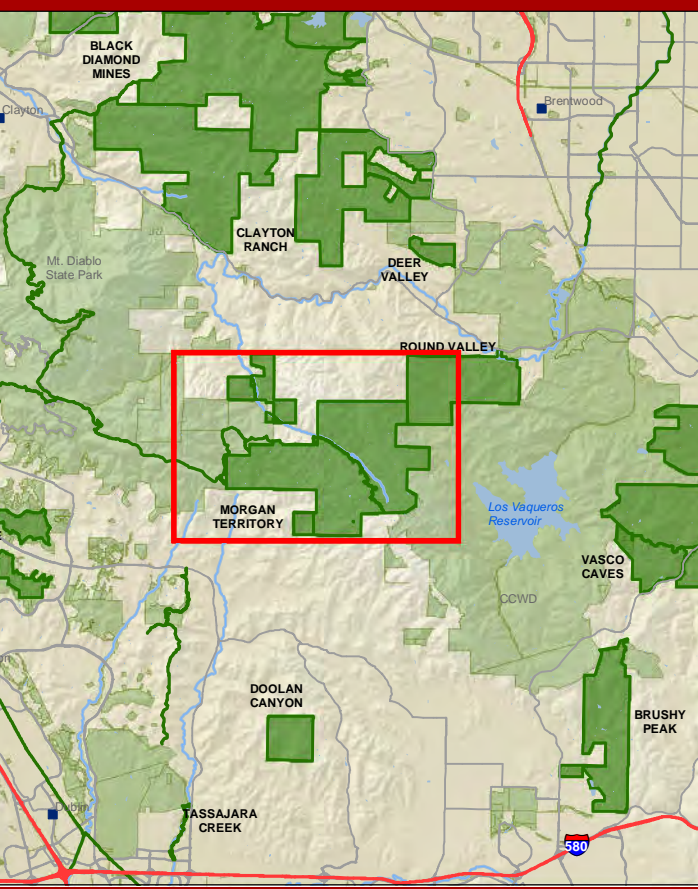 BLACK
DIAMOND
MINES
Clayton
Brentwood
CLAYTON
RANCH
Mt. Diablo
State Park
DEER
VALLEY
ROUND VALLEY
MORGAN
TERRITORY
Los Vaqueros
Reservoir
VASCO
CAVES
CCWD
DOOLAN
CANYON
BRUSHY
PEAK
Dublin
TASSAJARA
CREEK
580